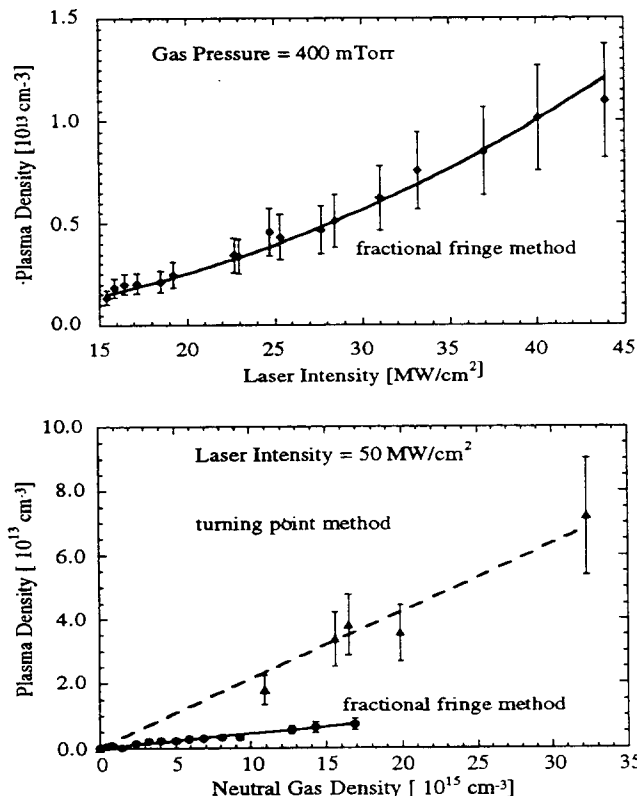 1.5
Gas Pressure = 400 mTorr
1.0
0.5
fractional fringe method
0.0
15 20 25 30 35 40 45
Plasma Density [10¹³ cm-3]
Laser Intensity [MW/cm²]
10.0
Laser Intensity = 50 MW/cm²
8.0
turning point method
6.0
4.0
2.0
fractional fringe method
0.0
0 5 10 15 20 25 30 35
Plasma Density [ 10¹³ cm⁻³]
Neutral Gas Density [ 10¹⁵ cm⁻³]